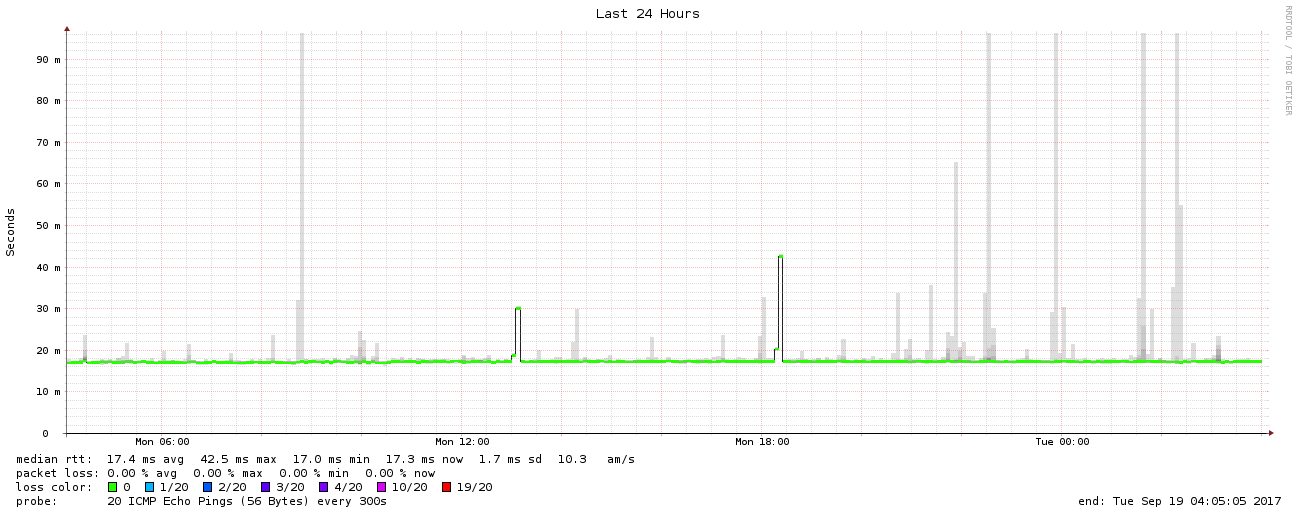 Last 24 Hours
RRDTOOL / TOBI OETIKER
Seconds
90 m
80 m
70 m
60 m
50 m
40 m
30 m
20 m
10 m
0
Mon 06:00 Mon 12:00 Mon 18:00 Tue 00:00
median rtt: 17.4 ms avg 42.5 ms max 17.0 ms min 17.3 ms now 1.7 ms sd 10.3 am/s
packet loss: 0.00 % avg 0.00 % max 0.00 % min 0.00 % now
loss color: 0 1/20 2/20 3/20 4/20 10/20 19/20
probe: 20 ICMP Echo Pings (56 Bytes) every 300s end: Tue Sep 19 04:05:05 2017